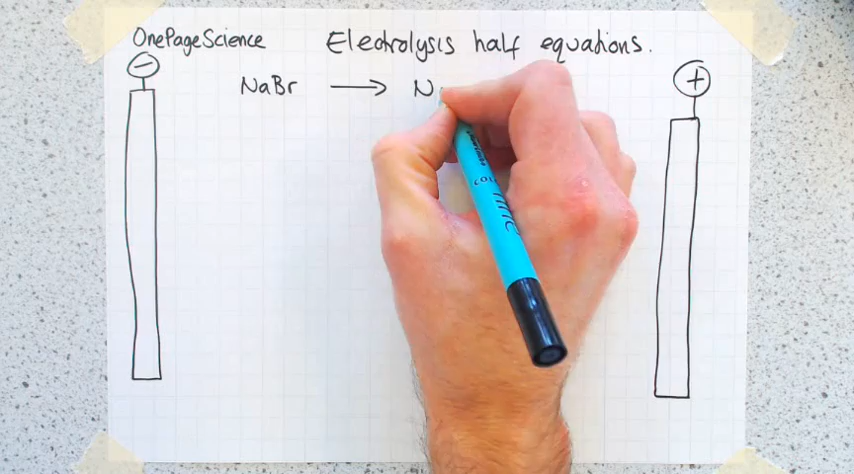 OnePageScience Electrolysis half equations.
− +
NaBr → N